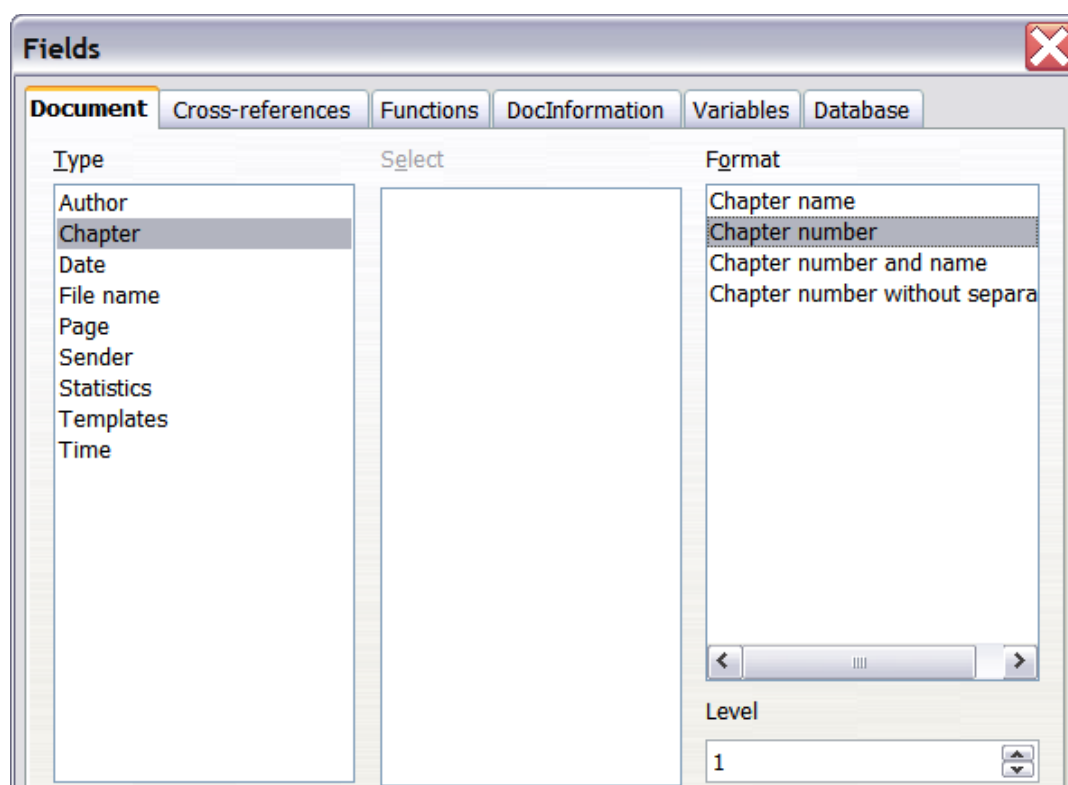 Fields
Document Cross-references Functions DocInformation Variables Database
Type
Author
Chapter
Date
File name
Page
Sender
Statistics
Templates
Time
Select
Format
Chapter name
Chapter number
Chapter number and name
Chapter number without separa
Level
1